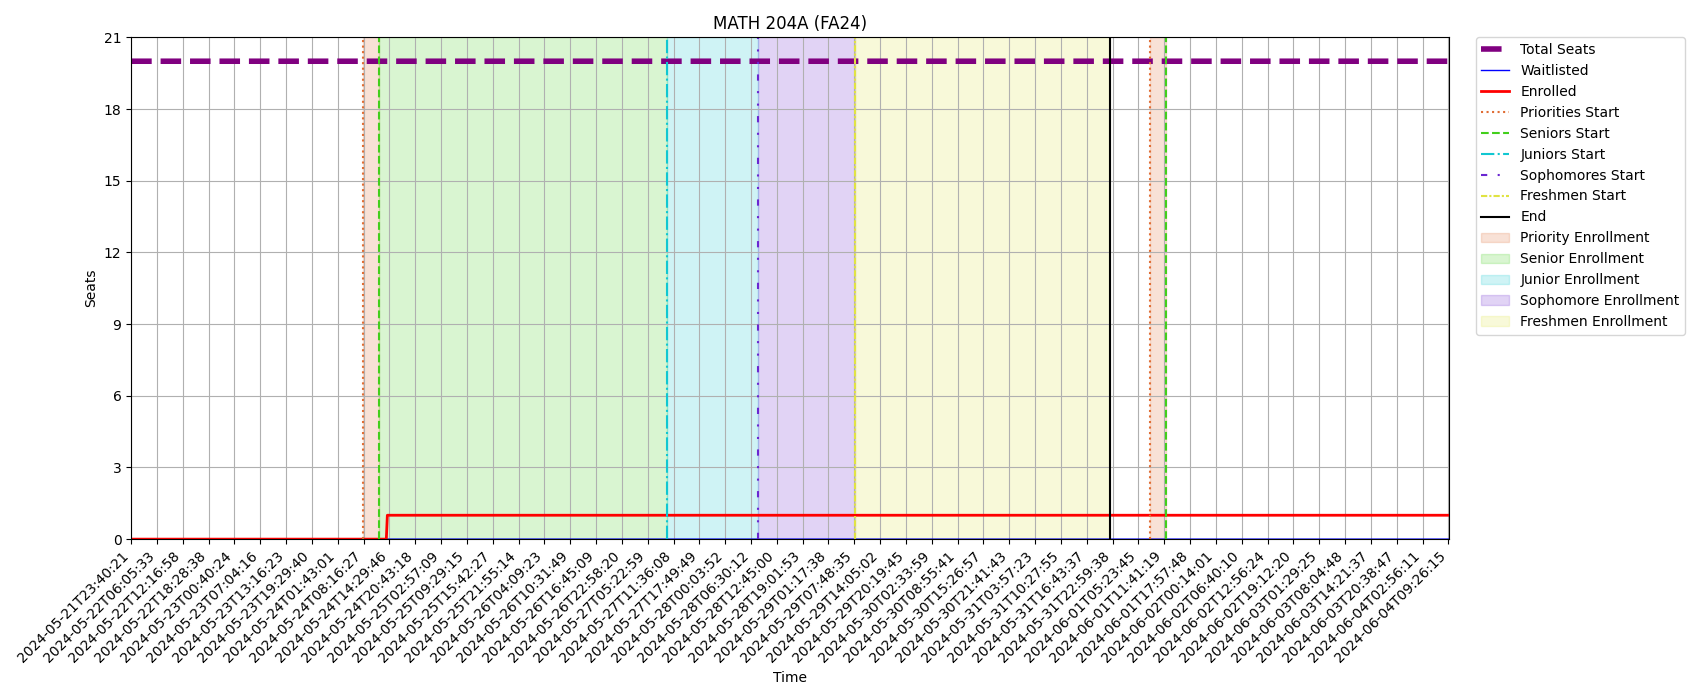 MATH 204A (FA24)
21
18
15
12
9
6
3
0
Seats
2024-05-21T23:40:21
2024-05-22T06:05:33
2024-05-22T12:16:58
2024-05-22T18:28:38
2024-05-23T00:40:24
2024-05-23T07:04:16
2024-05-23T13:16:23
2024-05-23T19:29:40
2024-05-24T01:43:01
2024-05-24T08:16:27
2024-05-24T14:29:46
2024-05-24T20:43:18
2024-05-25T02:57:09
2024-05-25T09:29:15
2024-05-25T15:42:27
2024-05-25T21:55:14
2024-05-26T04:09:23
2024-05-26T10:31:49
2024-05-26T16:45:09
2024-05-26T22:58:20
2024-05-27T05:22:59
2024-05-27T11:36:08
2024-05-27T17:49:49
2024-05-28T00:03:52
2024-05-28T06:30:12
2024-05-28T12:45:00
2024-05-28T19:01:53
2024-05-29T01:17:38
2024-05-29T07:48:35
2024-05-29T14:05:02
2024-05-29T20:19:45
2024-05-30T02:33:59
2024-05-30T08:55:41
2024-05-30T15:26:57
2024-05-30T21:41:43
2024-05-31T03:57:23
2024-05-31T10:27:55
2024-05-31T16:43:37
2024-05-31T22:59:38
2024-06-01T05:23:45
2024-06-01T11:41:19
2024-06-01T17:57:48
2024-06-02T00:14:01
2024-06-02T06:40:10
2024-06-02T12:56:24
2024-06-02T19:12:20
2024-06-03T01:29:25
2024-06-03T08:04:48
2024-06-03T14:21:37
2024-06-03T20:38:47
2024-06-04T02:56:11
2024-06-04T09:26:15
Time
Total Seats
Waitlisted
Enrolled
Priorities Start
Seniors Start
Juniors Start
Sophomores Start
Freshmen Start
End
Priority Enrollment
Senior Enrollment
Junior Enrollment
Sophomore Enrollment
Freshmen Enrollment